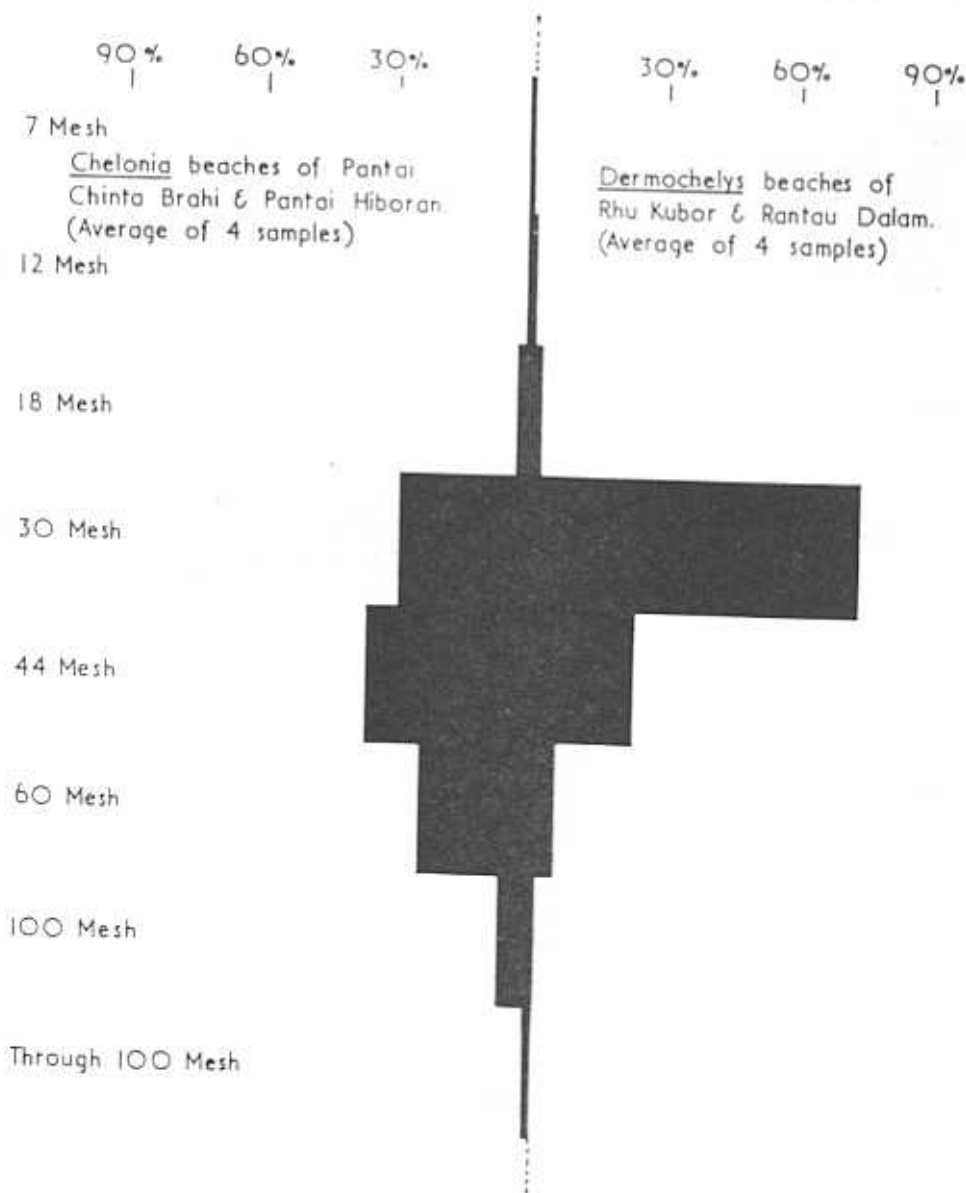 90% 60% 30% 30% 60% 90%
7 Mesh
Chelonia beaches of Pantai
Chinta Brahi & Pantai Hiboran.
(Average of 4 samples)
Dermochelys beaches of
Rhu Kubor & Rantau Dalam.
(Average of 4 samples)
12 Mesh
18 Mesh
30 Mesh
44 Mesh
60 Mesh
100 Mesh
Through 100 Mesh